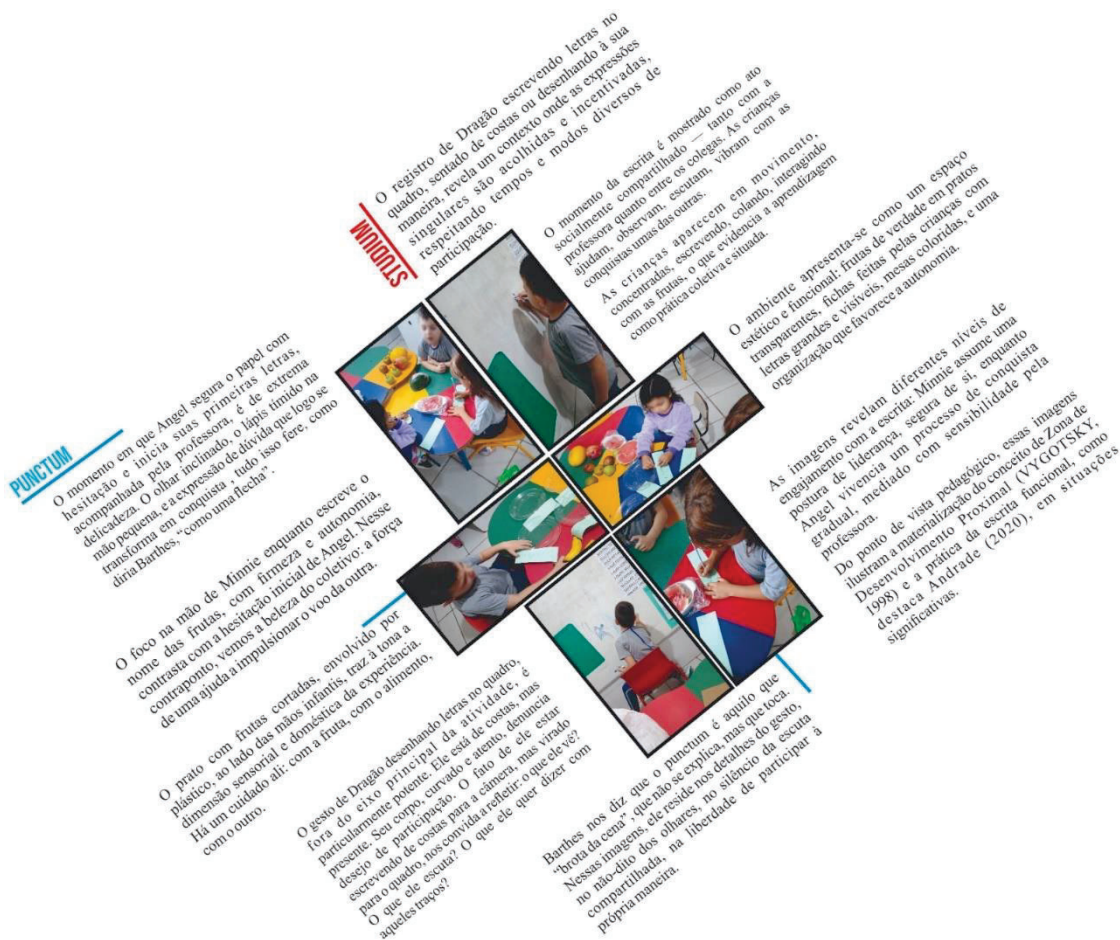 STUDIUM
O registro de Dragão escrevendo letras no
quadro, sentado de costas ou desenhando à sua
maneira, revela um contexto onde as expressões
singulares são acolhidas e incentivadas,
respeitando tempos e modos diversos de
participação.
O momento da escrita é mostrado como ato
socialmente compartilhado — tanto com a
professora quanto entre os colegas. As crianças
ajudam, observam, escutam, vibram com as
conquistas umas das outras.
As crianças aparecem em movimento,
concentradas, escrevendo, colando, interagindo
com as frutas, o que evidencia a aprendizagem
como prática coletiva e situada.
O ambiente apresenta-se como um espaço
estético e funcional: frutas de verdade em pratos
transparentes, fichas feitas pelas crianças com
letras grandes e visíveis, mesas coloridas, e uma
organização que favorece a autonomia.
As imagens revelam diferentes níveis de
engajamento com a escrita: Minnie assume uma
postura de liderança, segura de si, enquanto
Angel vivencia um processo de conquista
gradual, mediado com sensibilidade pela
professora.
Do ponto de vista pedagógico, essas imagens
ilustram a materialização do conceito de Zona de
Desenvolvimento Proximal (VYGOTSKY,
1998) e a prática da escrita funcional, como
destaca Andrade (2020), em situações
significativas.
PUNCTUM
O momento em que Angel segura o papel com
hesitação e inicia suas primeiras letras,
acompanhada pela professora, é de extrema
delicadeza. O olhar inclinado, o lápis tímido na
mão pequena, e a expressão de dúvida que logo se
transforma em conquista , tudo isso fere, como
diria Barthes, “como uma flecha”.
O foco na mão de Minnie enquanto escreve o
nome das frutas, com firmeza e autonomia,
contrasta com a hesitação inicial de Angel. Nesse
contraponto, vemos a beleza do coletivo: a força
de uma ajuda a impulsionar o voo da outra.
O prato com frutas cortadas, envolvido por
plástico, ao lado das mãos infantis, traz à tona a
dimensão sensorial e doméstica da experiência.
Há um cuidado ali: com a fruta, com o alimento,
com o outro.
O gesto de Dragão desenhando letras no quadro,
fora do eixo principal da atividade, é
particularmente potente. Ele está de costas, mas
presente. Seu corpo, curvado e atento, denuncia
desejo de participação. O fato de ele estar
escrevendo de costas para a câmera, mas virado
para o quadro, nos convida a refletir: o que ele vê?
O que ele escuta? O que ele quer dizer com
aqueles traços?
Barthes nos diz que o punctum é aquilo que
“brota da cena”, que não se explica, mas que toca.
Nessas imagens, ele reside nos detalhes do gesto,
no não-dito dos olhares, no silêncio da escuta
compartilhada, na liberdade de participar à
própria maneira.